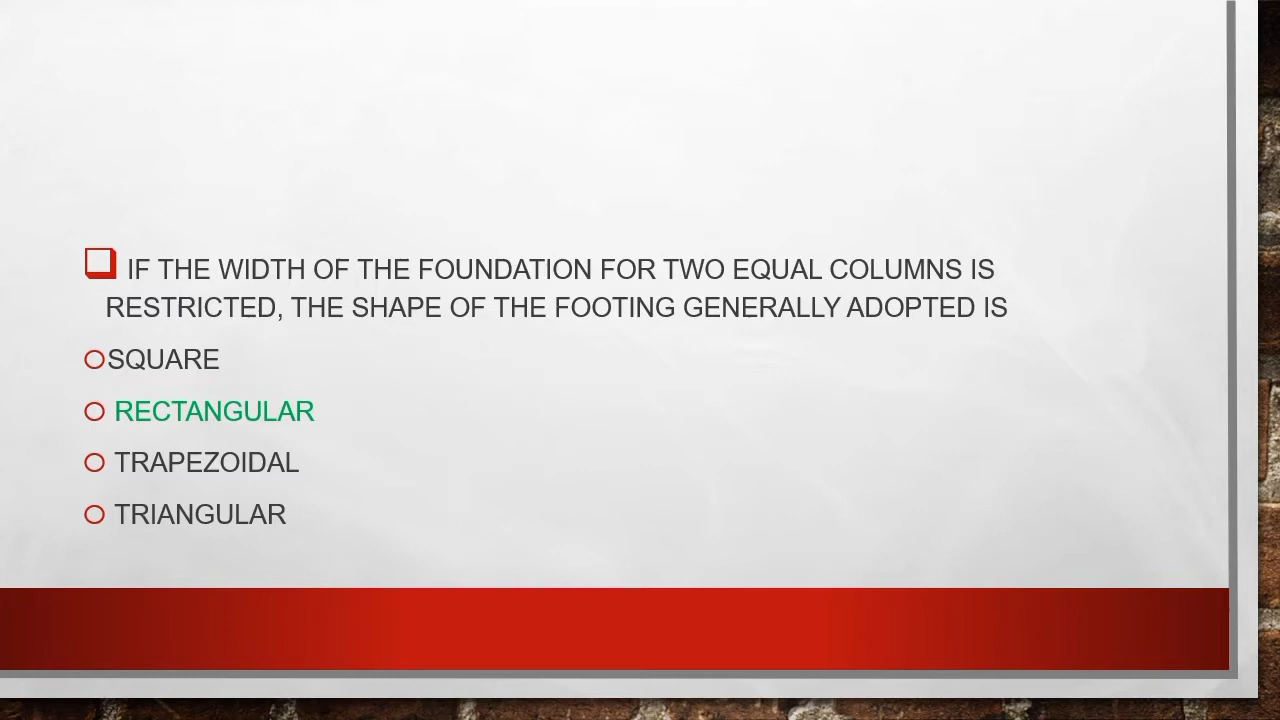 IF THE WIDTH OF THE FOUNDATION FOR TWO EQUAL COLUMNS IS
RESTRICTED, THE SHAPE OF THE FOOTING GENERALLY ADOPTED IS
SQUARE
RECTANGULAR
TRAPEZOIDAL
TRIANGULAR